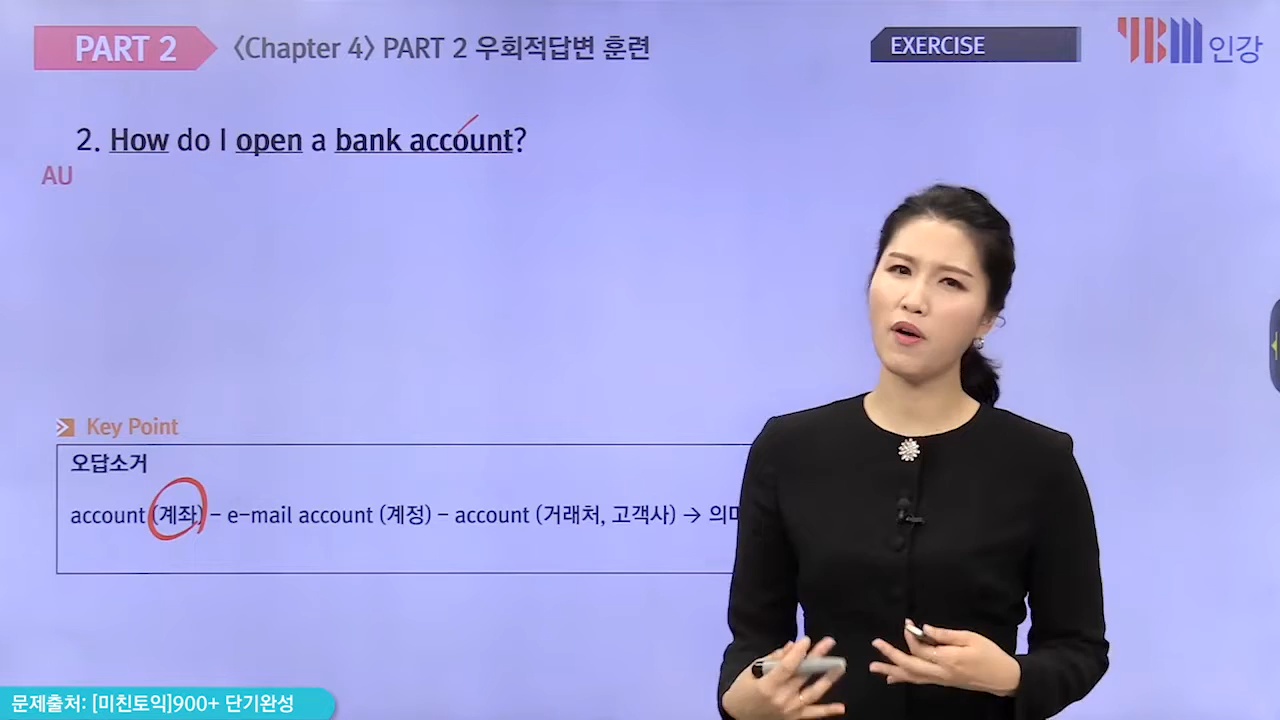 PART 2
〈Chapter 4〉 PART 2 우회적답변 훈련
EXERCISE
YBM 인강
2. How do I open a bank account?
AU
Key Point
오답소거
account (계좌) – e-mail account (계정) – account (거래처, 고객사) → 의미
문제출처: [미친토익]900+ 단기완성